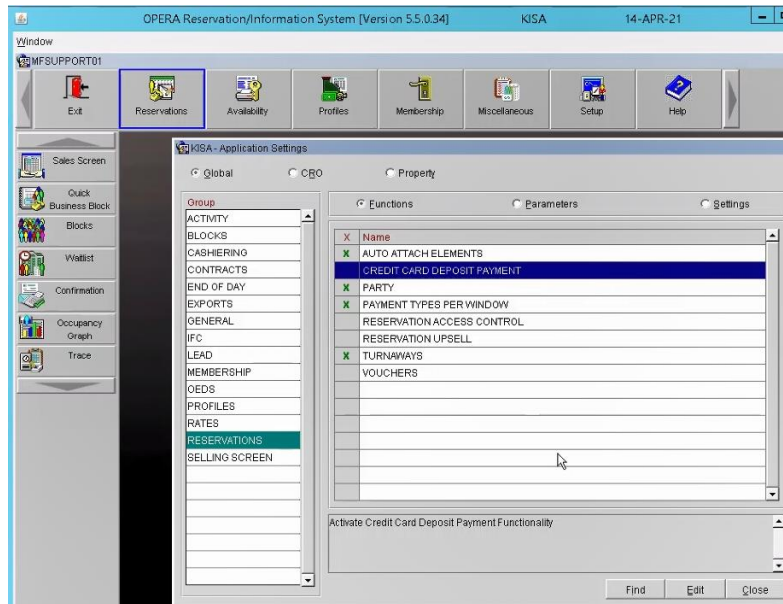 OPERA Reservation/Information System [Version 5.5.0.34] KISA 14-APR-21
Window
MFSUPPORT01
Exit Reservations Availability Profiles Membership Miscellaneous Setup Help
Sales Screen
Quick
Business Block
Blocks
Waitlist
Confirmation
Occupancy
Graph
Trace
KISA - Application Settings
Global CRO Property
Group
ACTIVITY
BLOCKS
CASHIERING
CONTRACTS
END OF DAY
EXPORTS
GENERAL
IFC
LEAD
MEMBERSHIP
OEDS
PROFILES
RATES
RESERVATIONS
SELLING SCREEN
Functions Parameters Settings
X Name
X AUTO ATTACH ELEMENTS
CREDIT CARD DEPOSIT PAYMENT
X PARTY
X PAYMENT TYPES PER WINDOW
RESERVATION ACCESS CONTROL
RESERVATION UPSELL
X TURNAWAYS
VOUCHERS
Activate Credit Card Deposit Payment Functionality
Find Edit Close